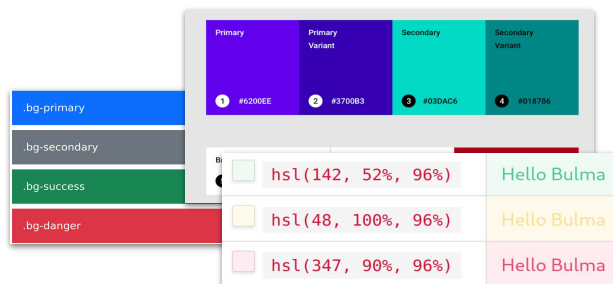 Primary
Primary
Variant
Secondary
Secondary
Variant
1 #6200EE
2 #3700B3
3 #03DAC6
4 #018786
.bg-primary
.bg-secondary
.bg-success
.bg-danger
hsl(142, 52%, 96%) Hello Bulma
hsl(48, 100%, 96%) Hello Bulma
hsl(347, 90%, 96%) Hello Bulma